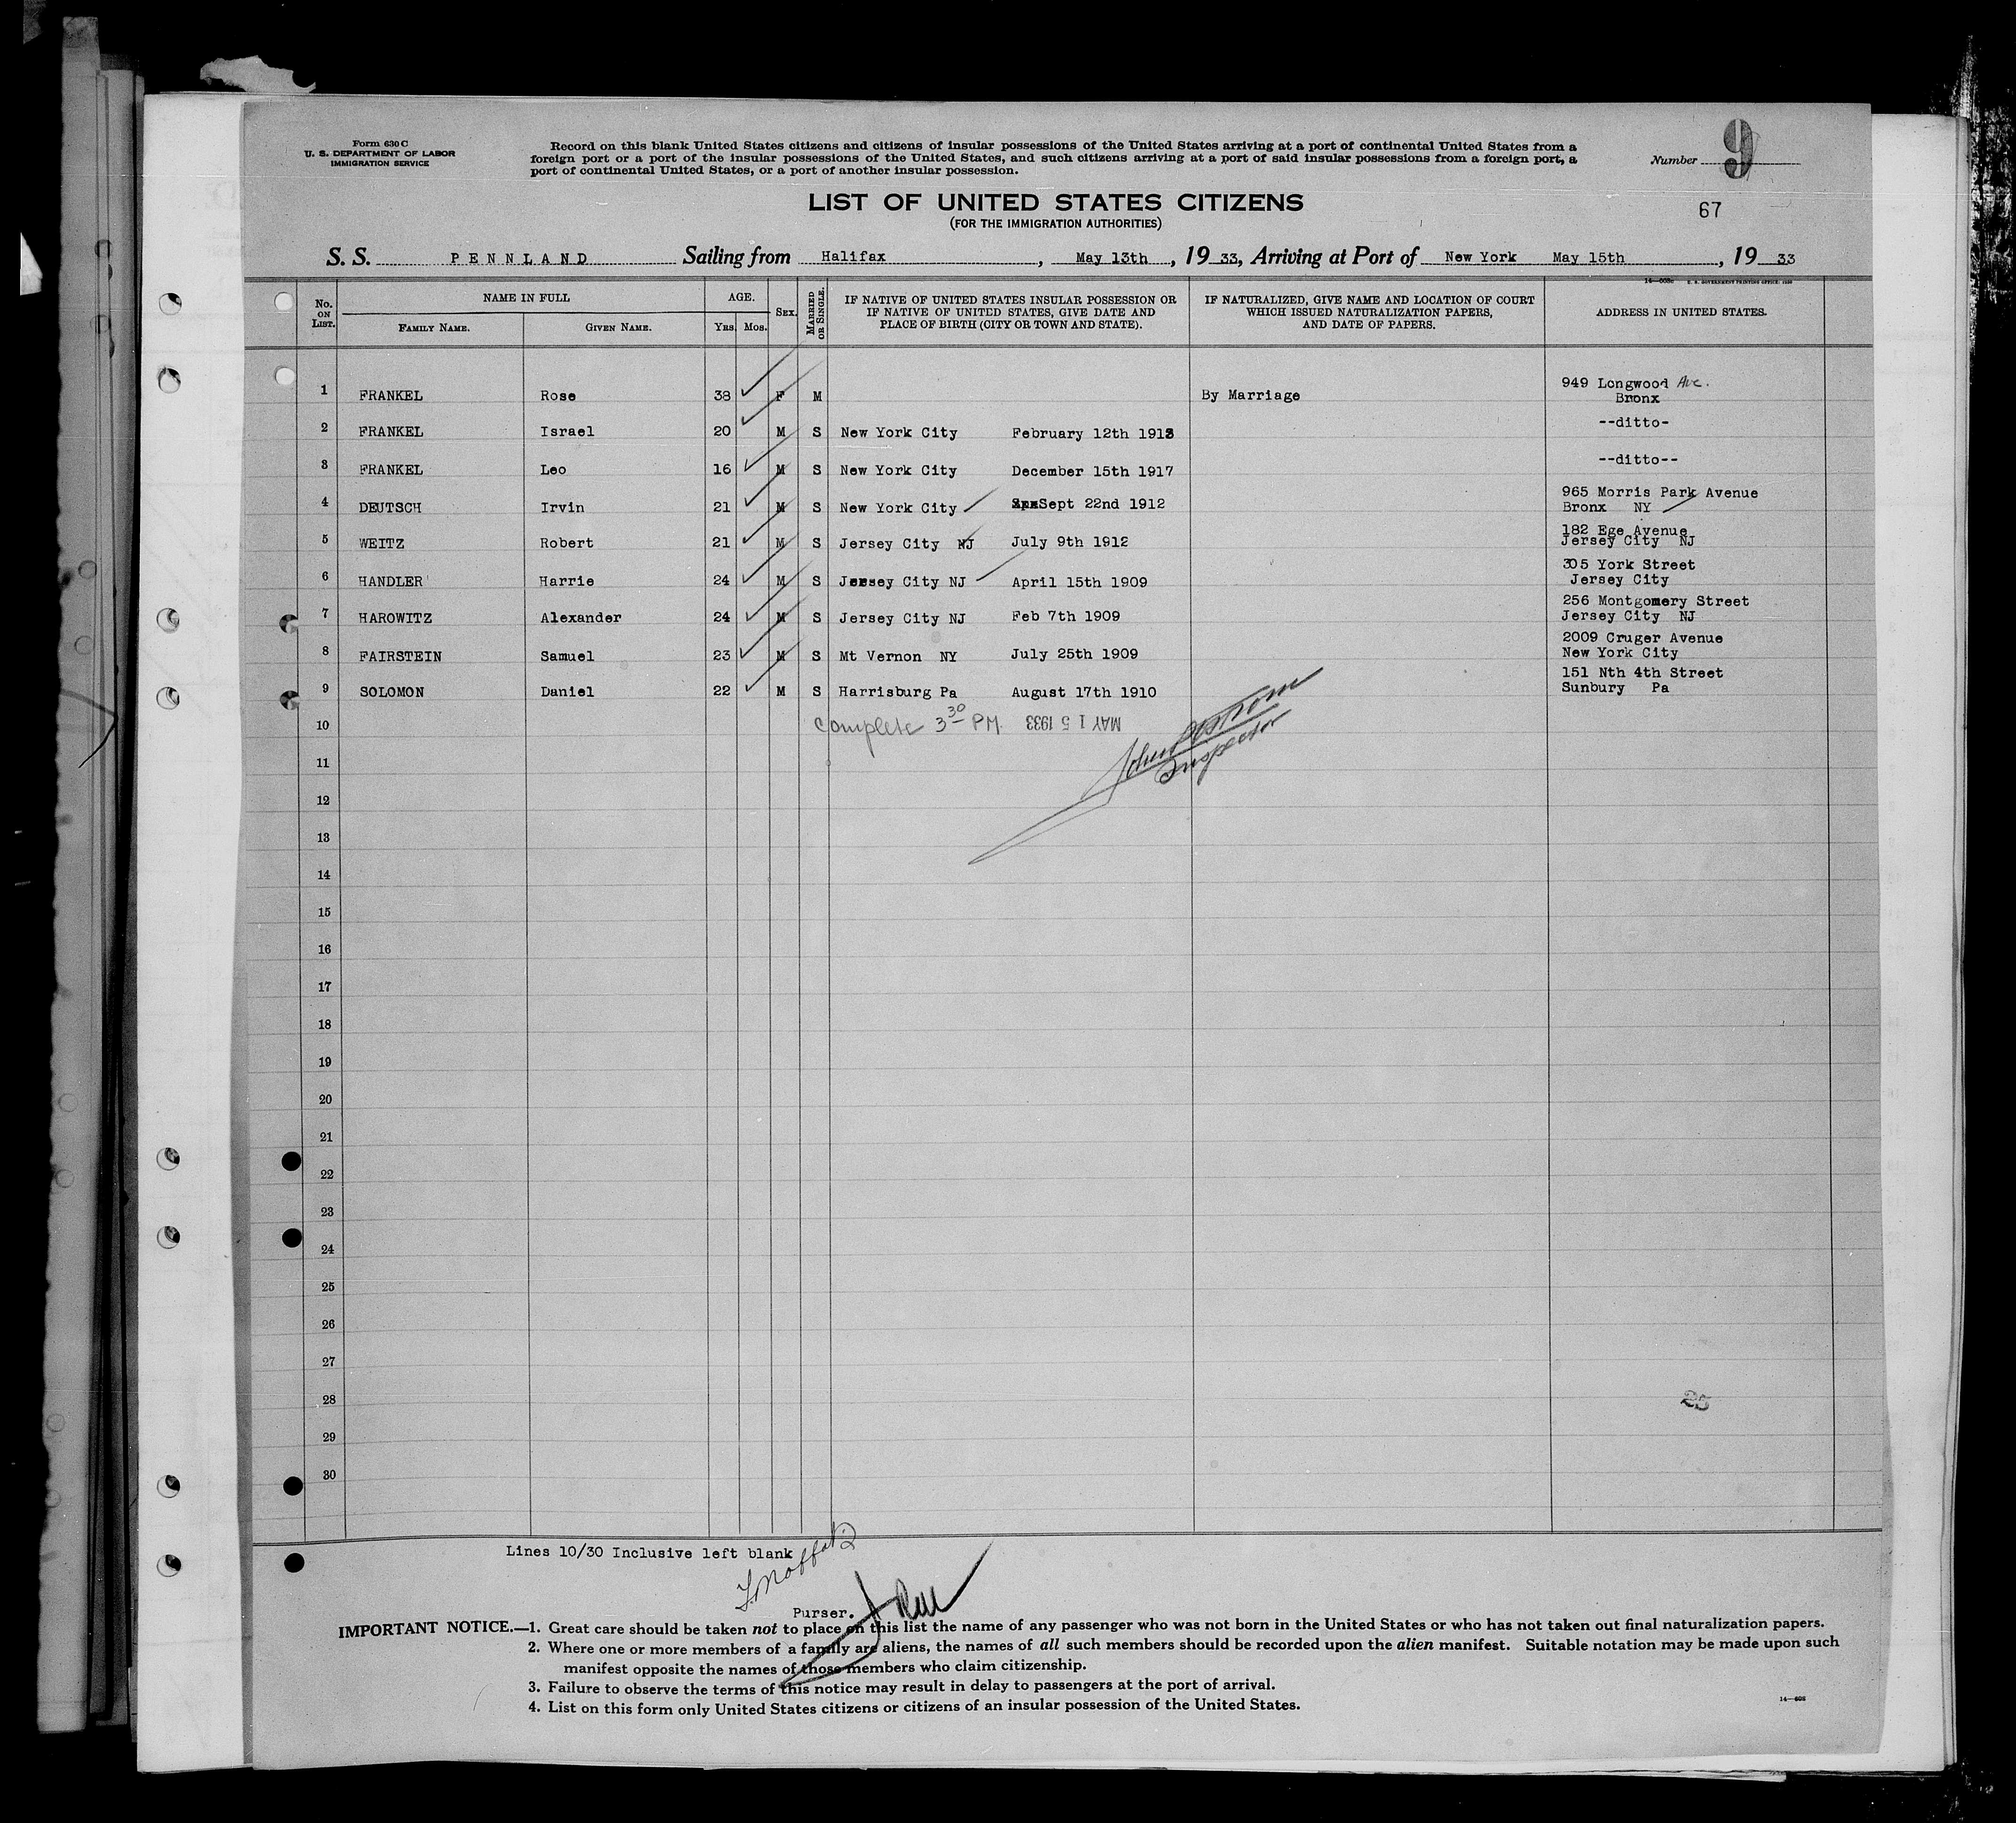 Form 630 C
U. S. DEPARTMENT OF LABOR
IMMIGRATION SERVICE
Record on this blank United States citizens and citizens of insular possessions of the United States arriving at a port of continental United States from a
foreign port or a port of the insular possessions of the United States, and such citizens arriving at a port of said insular possessions from a foreign port, a
port of continental United States, or a port of another insular possession.
Number 9
LIST OF UNITED STATES CITIZENS
(FOR THE IMMIGRATION AUTHORITIES)
67
S. S. PENNLAND Sailing from Halifax, May 13th, 1933, Arriving at Port of New York May 15th, 1933
No. ON LIST. NAME IN FULL FAMILY NAME. GIVEN NAME. AGE. YRS. MOS. SEX. MARRIED OR SINGLE. IF NATIVE OF UNITED STATES INSULAR POSSESSION OR IF NATIVE OF UNITED STATES, GIVE DATE AND PLACE OF BIRTH (CITY OR TOWN AND STATE). IF NATURALIZED, GIVE NAME AND LOCATION OF COURT WHICH ISSUED NATURALIZATION PAPERS, AND DATE OF PAPERS. ADDRESS IN UNITED STATES.
1 FRANKEL Rose 38 F M By Marriage 949 Longwood Ave. Bronx
2 FRANKEL Israel 20 M S New York City February 12th 1913 --ditto-
3 FRANKEL Leo 16 M S New York City December 15th 1917 --ditto--
4 DEUTSCH Irvin 21 M S New York City Sept 22nd 1912 965 Morris Park Avenue Bronx NY
5 WEITZ Robert 21 M S Jersey City NJ July 9th 1912 182 Ege Avenue Jersey City NJ
6 HANDLER Harrie 24 M S Jersey City NJ April 15th 1909 305 York Street Jersey City
7 HAROWITZ Alexander 24 M S Jersey City NJ Feb 7th 1909 256 Montgomery Street Jersey City NJ
8 FAIRSTEIN Samuel 23 M S Mt Vernon NY July 25th 1909 2009 Cruger Avenue New York City
9 SOLOMON Daniel 22 M S Harrisburg Pa August 17th 1910 151 Nth 4th Street Sunbury Pa
10 Complete 3 30 PM. MAY 15 1933
Inspector
11
12
13
14
15
16
17
18
19
20
21
22
23
24
25
26
27
28 25
29
30
Lines 10/30 Inclusive left blank
Purser.
IMPORTANT NOTICE.—1. Great care should be taken not to place on this list the name of any passenger who was not born in the United States or who has not taken out final naturalization papers.
2. Where one or more members of a family are aliens, the names of all such members should be recorded upon the alien manifest. Suitable notation may be made upon such
manifest opposite the names of those members who claim citizenship.
3. Failure to observe the terms of this notice may result in delay to passengers at the port of arrival.
4. List on this form only United States citizens or citizens of an insular possession of the United States.